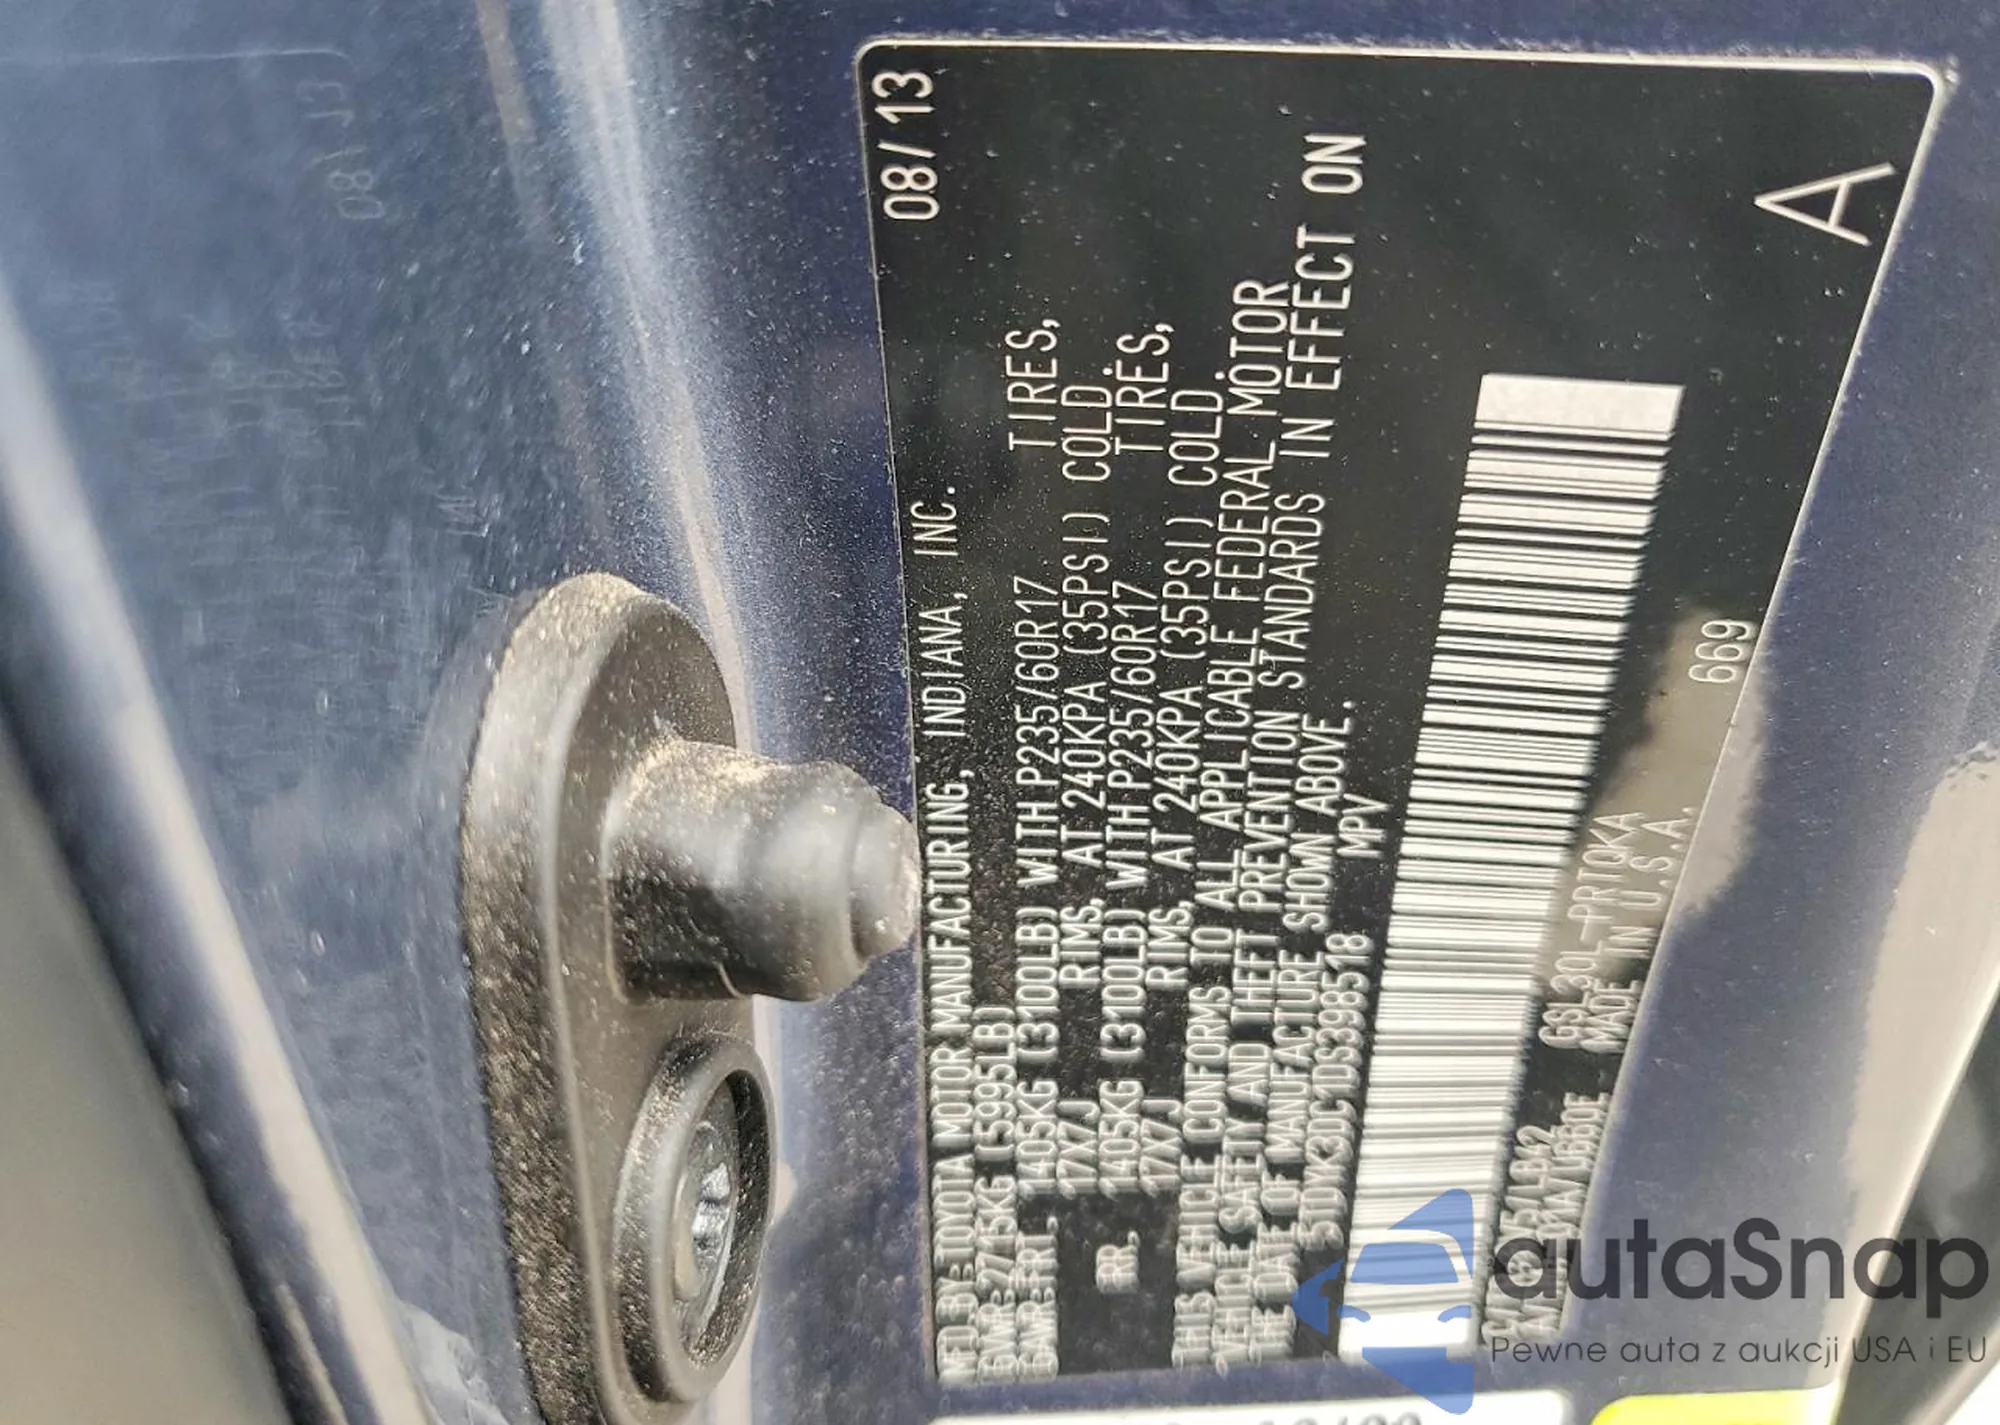 MFD.BY:TOYOTA MOTOR MANUFACTURING, INDIANA, INC. 08/13
GVWR:2715KG(5995LB)
GAWR:FRT. 1405KG (3100LB) WITH P235/60R17 TIRES,
17X7J RIMS, AT 240KPA (35PSI) COLD
RR. 1405KG (3100LB) WITH P235/60R17 TIRES,
17X7J RIMS, AT 240KPA (35PSI) COLD
THIS VEHICLE CONFORMS TO ALL APPLICABLE FEDERAL MOTOR
VEHICLE SAFETY AND THEFT PREVENTION STANDARDS IN EFFECT ON
THE DATE OF MANUFACTURE SHOWN ABOVE.
5TDKK3DC1DS398518 MPV
GSL30L-PRTQKA
/U660E MADE IN U.S.A.
669
A
autaSnap
Pewne auta z aukcji USA i EU